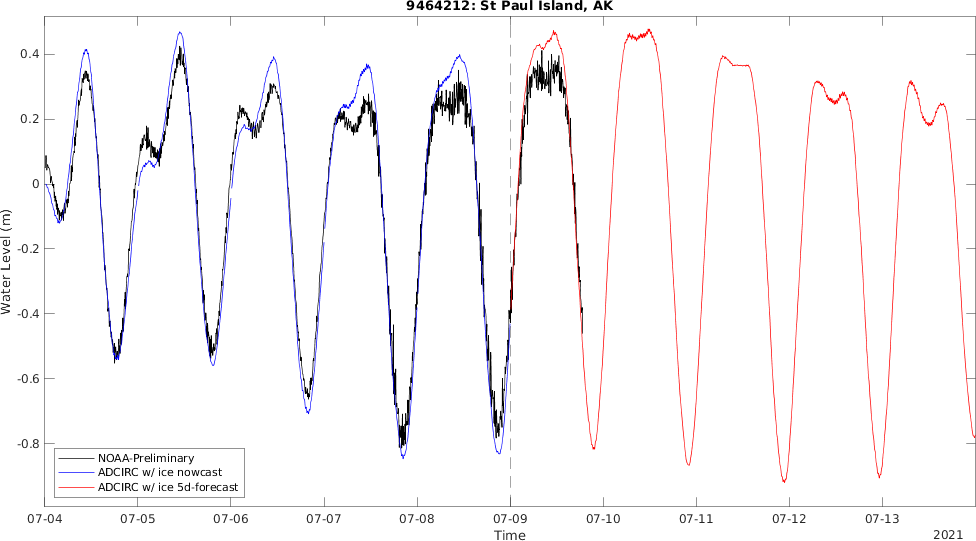 9464212: St Paul Island, AK
0.4
0.2
0
-0.2
-0.4
-0.6
-0.8
Water Level (m)
NOAA-Preliminary
ADCIRC w/ ice nowcast
ADCIRC w/ ice 5d-forecast
07-04 07-05 07-06 07-07 07-08 07-09 07-10 07-11 07-12 07-13
Time
2021